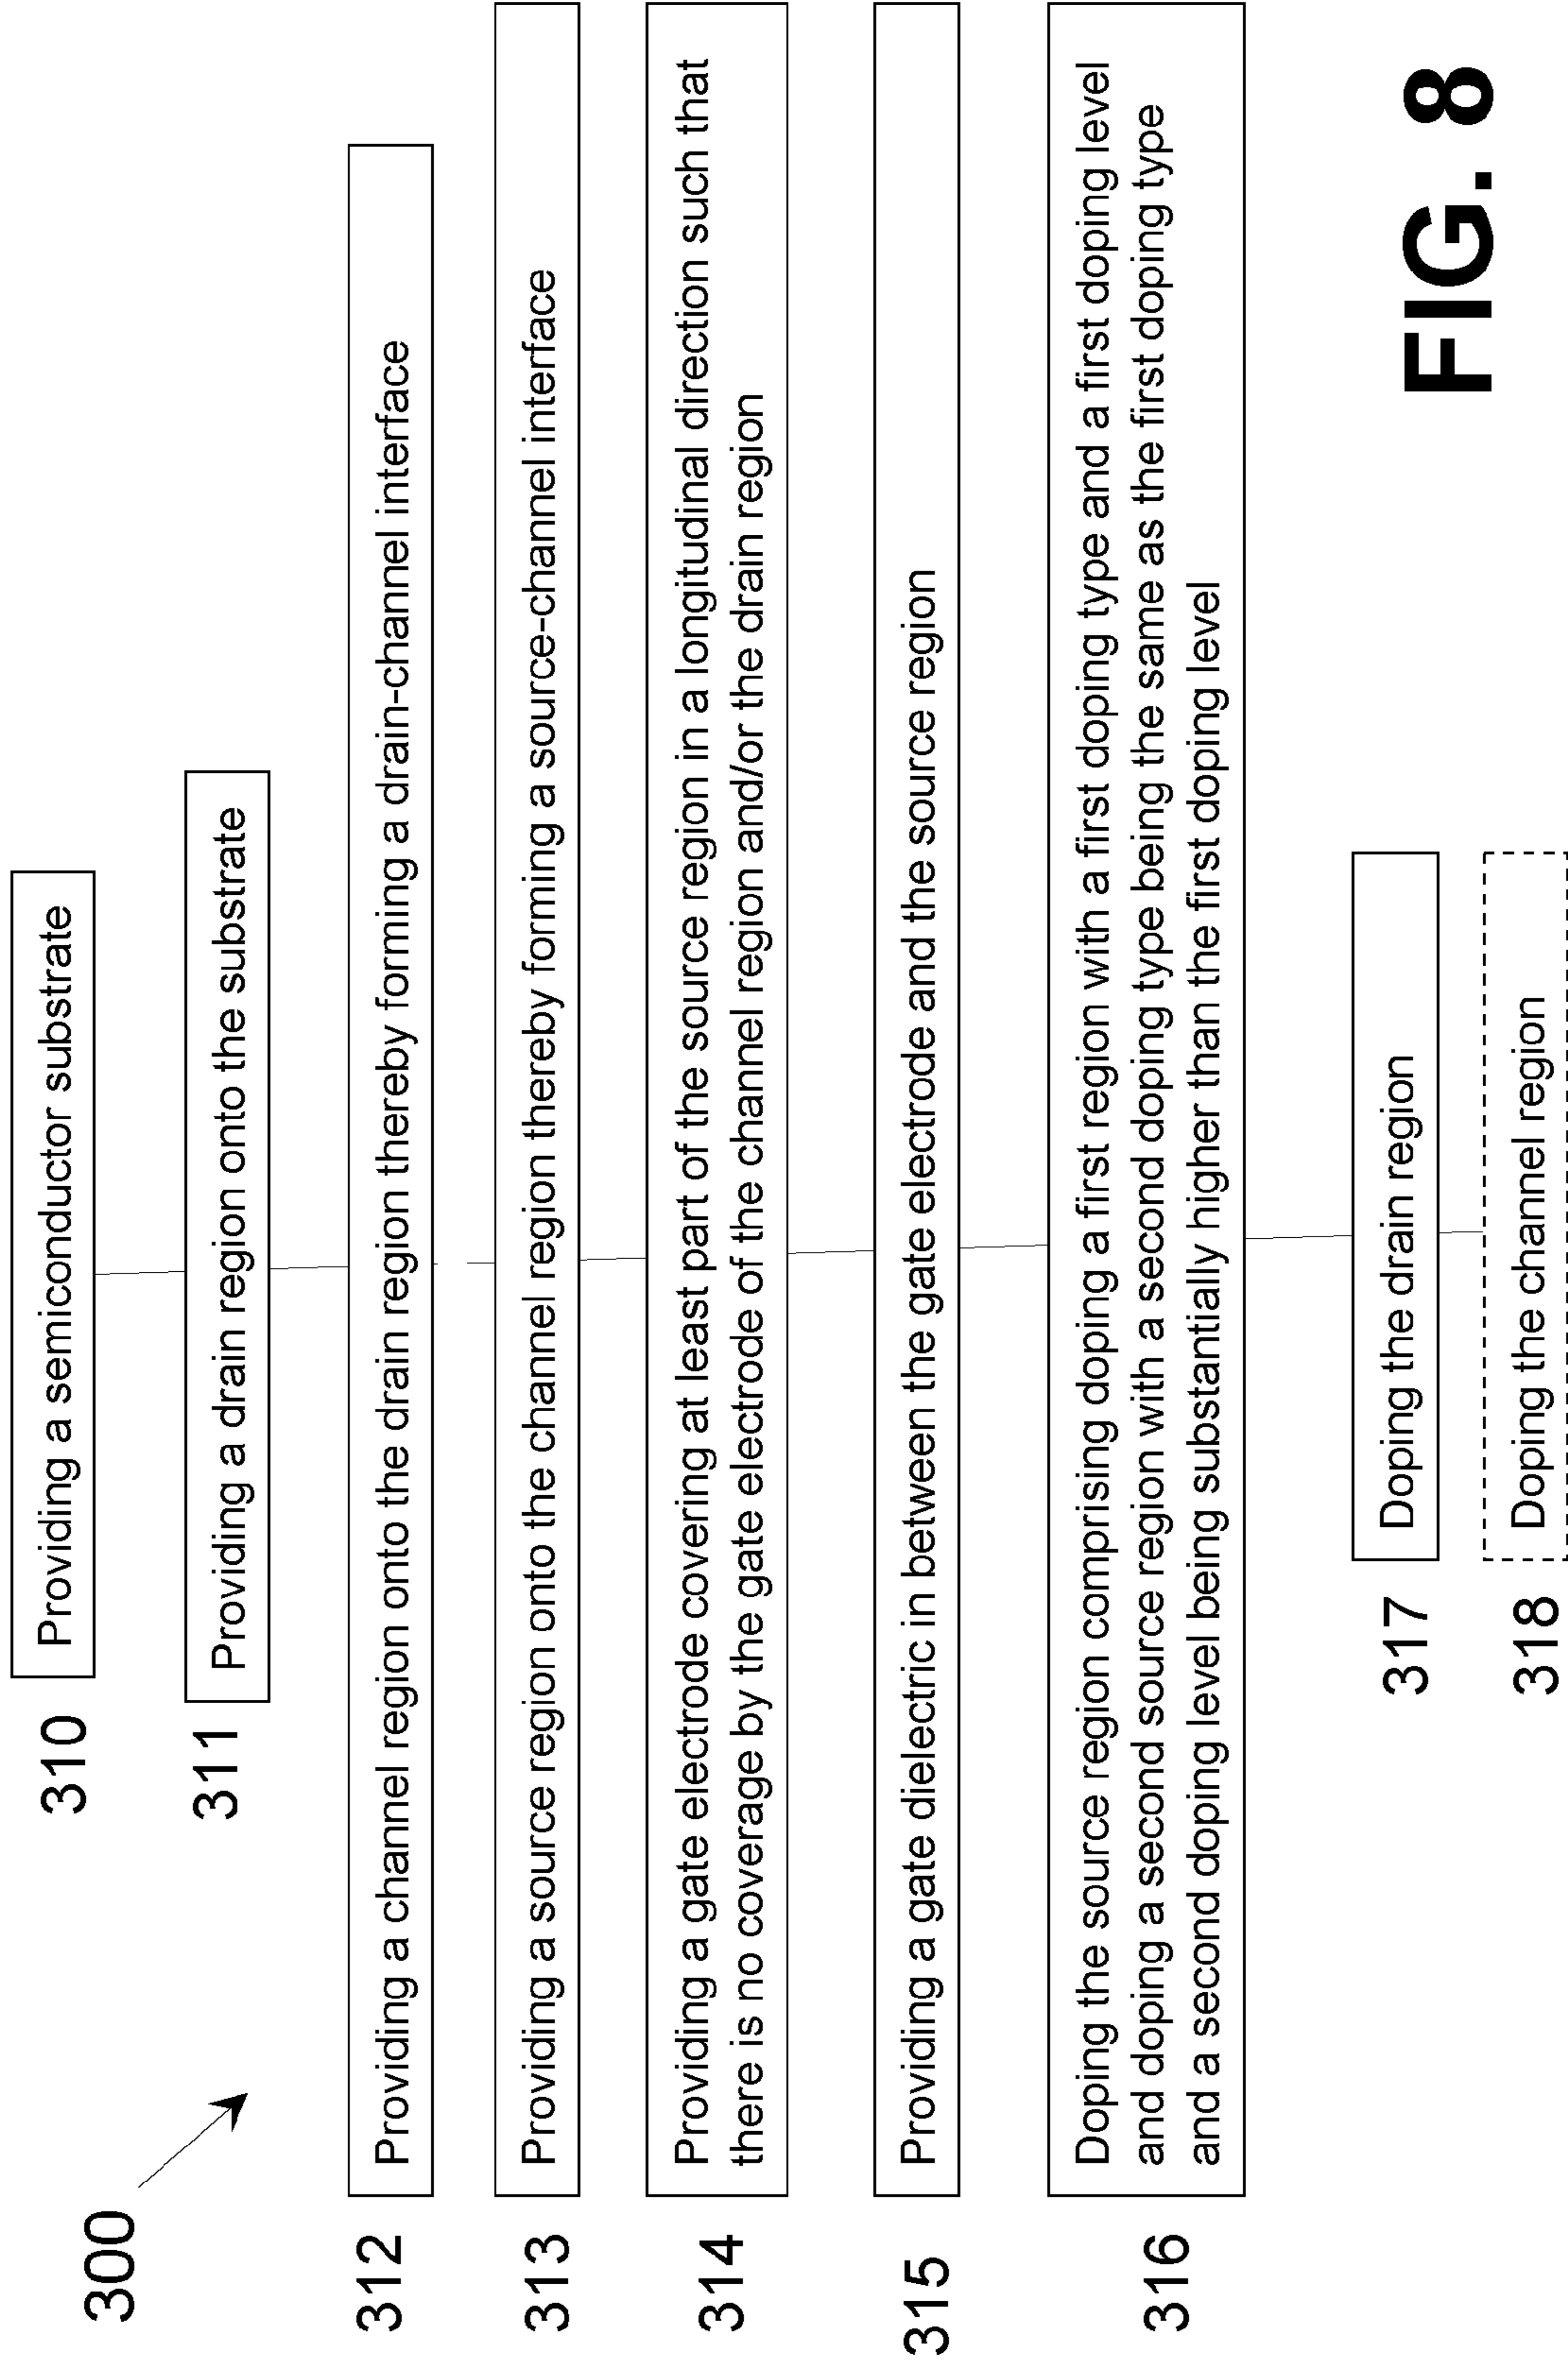 300
310
Providing a semiconductor substrate
311
Providing a drain region onto the substrate
312
Providing a channel region onto the drain region thereby forming a drain-channel interface
313
Providing a source region onto the channel region thereby forming a source-channel interface
314
Providing a gate electrode covering at least part of the source region in a longitudinal direction such that
there is no coverage by the gate electrode of the channel region and/or the drain region
315
Providing a gate dielectric in between the gate electrode and the source region
316
Doping the source region comprising doping a first region with a first doping type and a first doping level
and doping a second source region with a second doping type being the same as the first doping type
and a second doping level being substantially higher than the first doping level
317
Doping the drain region
318
Doping the channel region
FIG. 8